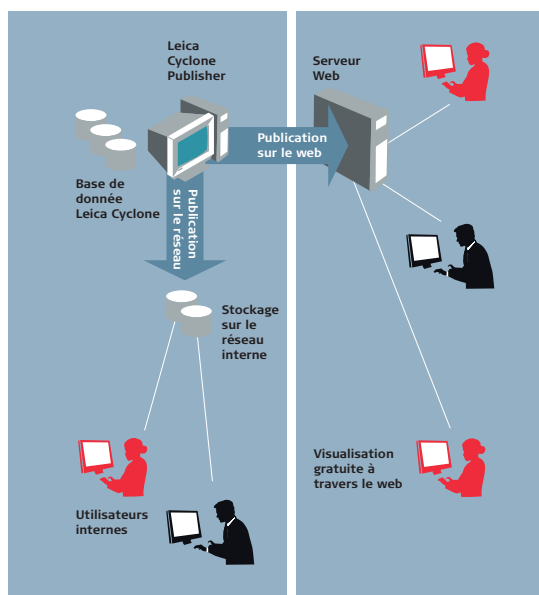 Leica
Cyclone
Publisher
Serveur
Web
Publication
sur le web
Base de
donnée
Leica Cyclone
Publication
sur le réseau
Stockage
sur le
réseau
interne
Visualisation
gratuite à
travers le web
Utilisateurs
internes